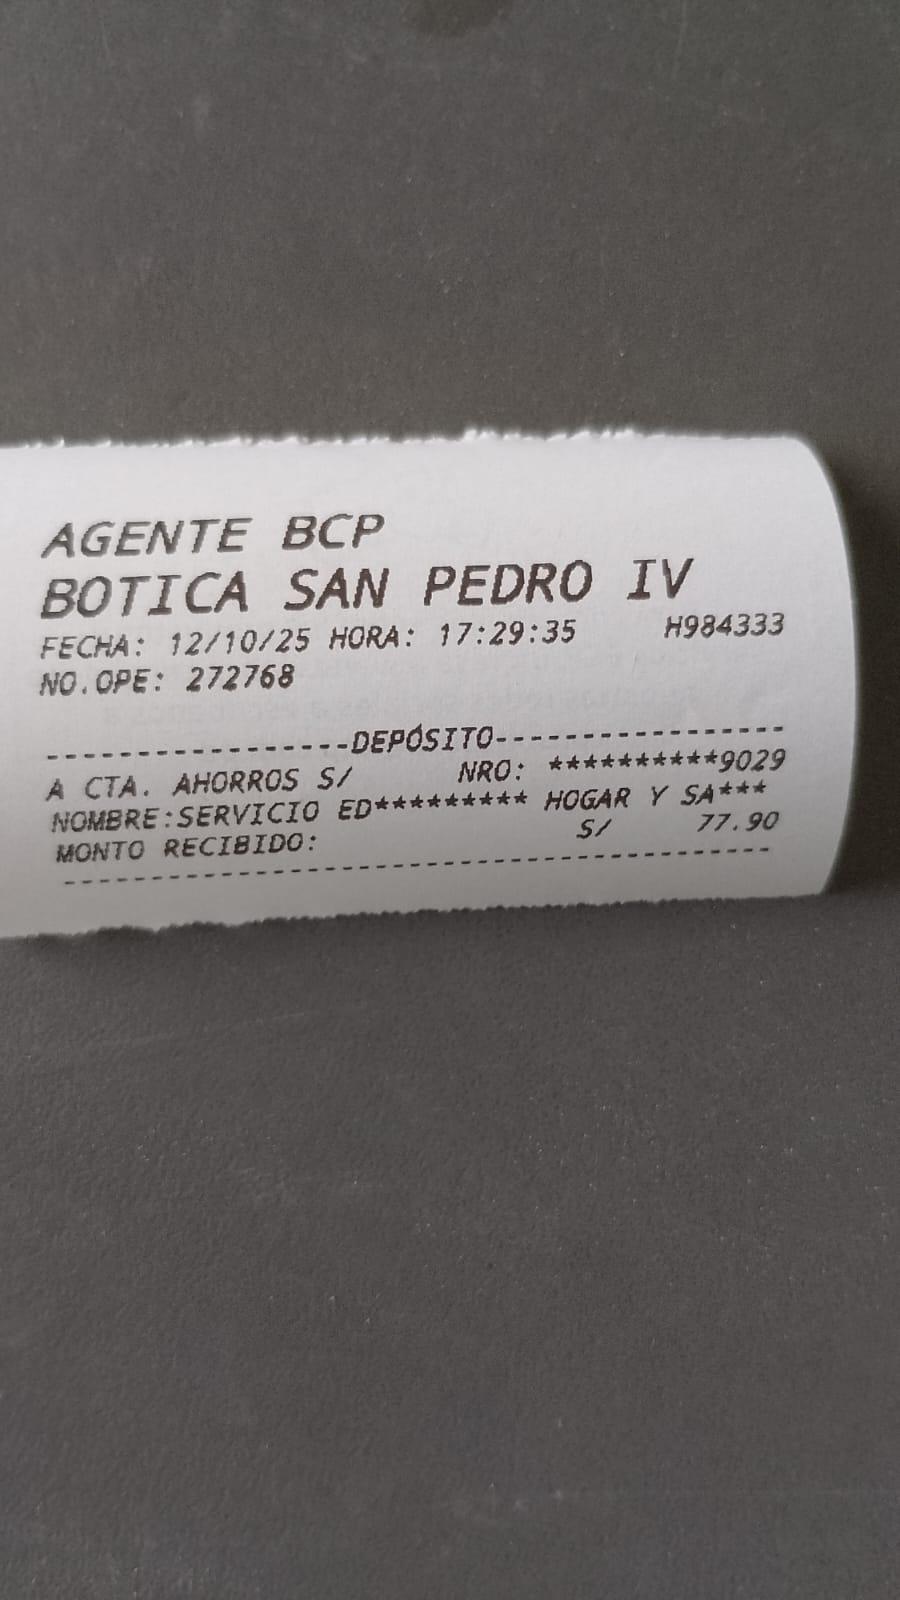 AGENTE BCP
BOTICA SAN PEDRO IV
FECHA: 12/10/25 HORA: 17:29:35 H984333
NO.OPE: 272768
------------------DEPÓSITO-----------------
A CTA. AHORROS S/ NRO: **********9029
NOMBRE:SERVICIO ED********* HOGAR Y SA***
MONTO RECIBIDO: S/ 77.90
-------------------------------------------